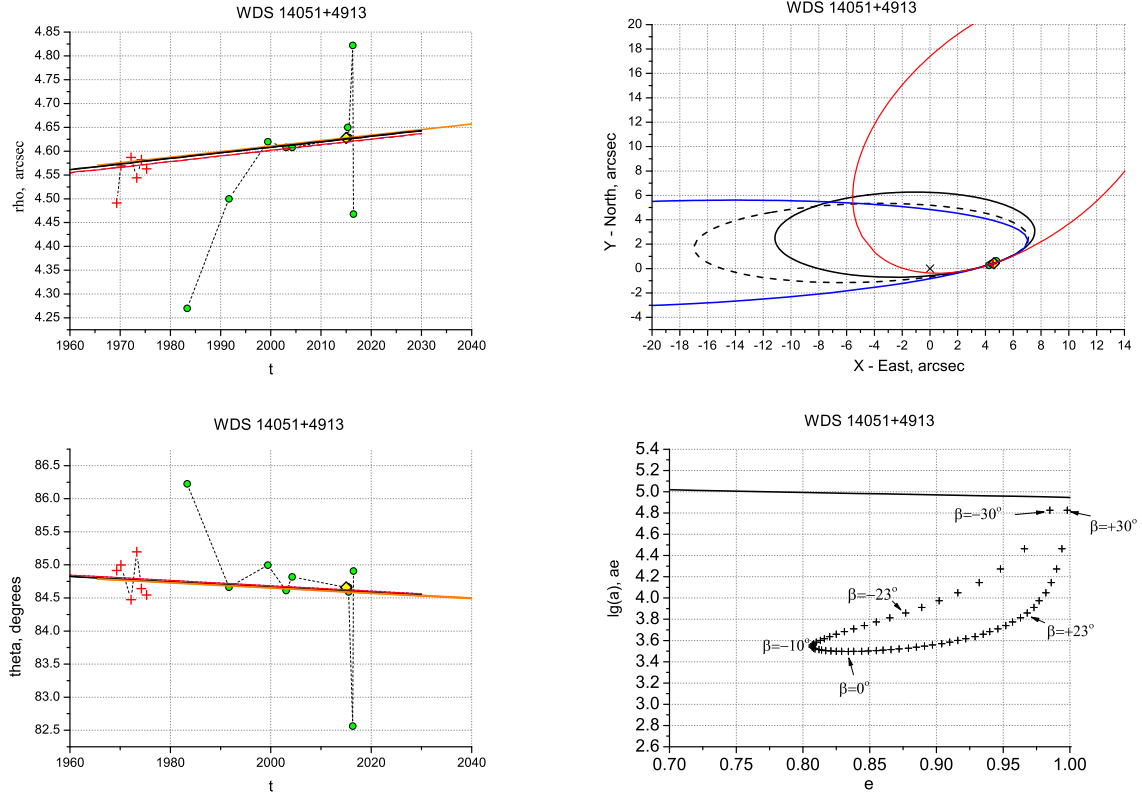 WDS 14051+4913
4.85
4.80
4.75
4.70
4.65
4.60
4.55
4.50
4.45
4.40
4.35
4.30
4.25
rho, arcsec
1960 1970 1980 1990 2000 2010 2020 2030 2040
t
WDS 14051+4913
20
18
16
14
12
10
8
6
4
2
0
-2
-4
Y - North, arcsec
-20 -18 -16 -14 -12 -10 -8 -6 -4 -2 0 2 4 6 8 10 12 14
X - East, arcsec
WDS 14051+4913
86.5
86.0
85.5
85.0
84.5
84.0
83.5
83.0
82.5
theta, degrees
1960 1980 2000 2020 2040
t
WDS 14051+4913
5.4
5.2
5.0
4.8
4.6
4.4
4.2
4.0
3.8
3.6
3.4
3.2
3.0
2.8
2.6
lg(a), ae
β=−30°
β=+30°
β=−23°
β=+23°
β=−10°
β=0°
0.70 0.75 0.80 0.85 0.90 0.95 1.00
e